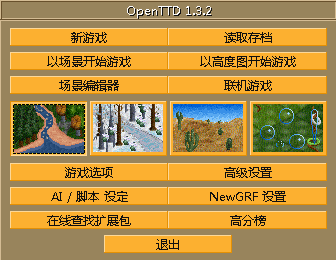 OpenTTD 1.3.2
新游戏 读取存档
以场景开始游戏 以高度图开始游戏
场景编辑器 联机游戏
游戏选项 高级设置
AI / 脚本 设定 NewGRF 设置
在线查找扩展包 高分榜
退出